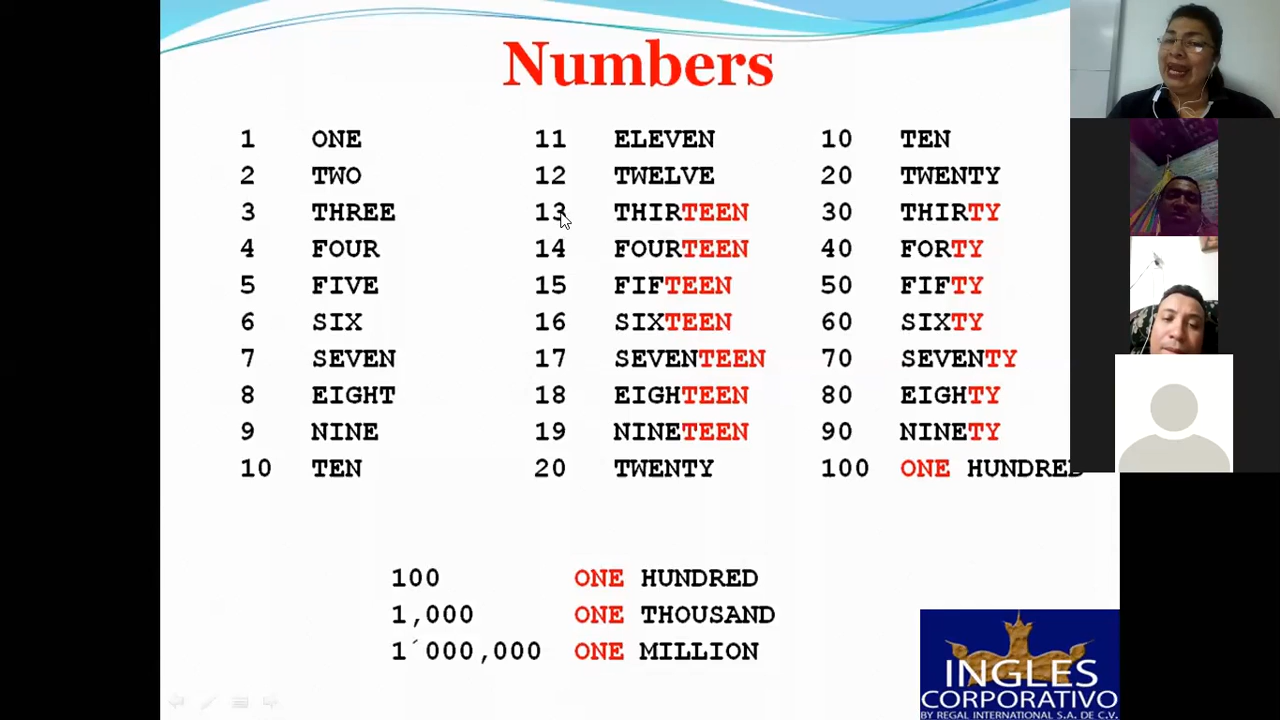 Numbers
1 ONE 11 ELEVEN 10 TEN
2 TWO 12 TWELVE 20 TWENTY
3 THREE 13 THIRTEEN 30 THIRTY
4 FOUR 14 FOURTEEN 40 FORTY
5 FIVE 15 FIFTEEN 50 FIFTY
6 SIX 16 SIXTEEN 60 SIXTY
7 SEVEN 17 SEVENTEEN 70 SEVENTY
8 EIGHT 18 EIGHTEEN 80 EIGHTY
9 NINE 19 NINETEEN 90 NINETY
10 TEN 20 TWENTY 100 ONE HUNDRED
100 ONE HUNDRED
1,000 ONE THOUSAND
1´000,000 ONE MILLION
INGLES
CORPORATIVO
BY REGAL INTERNATIONAL S.A. DE C.V.